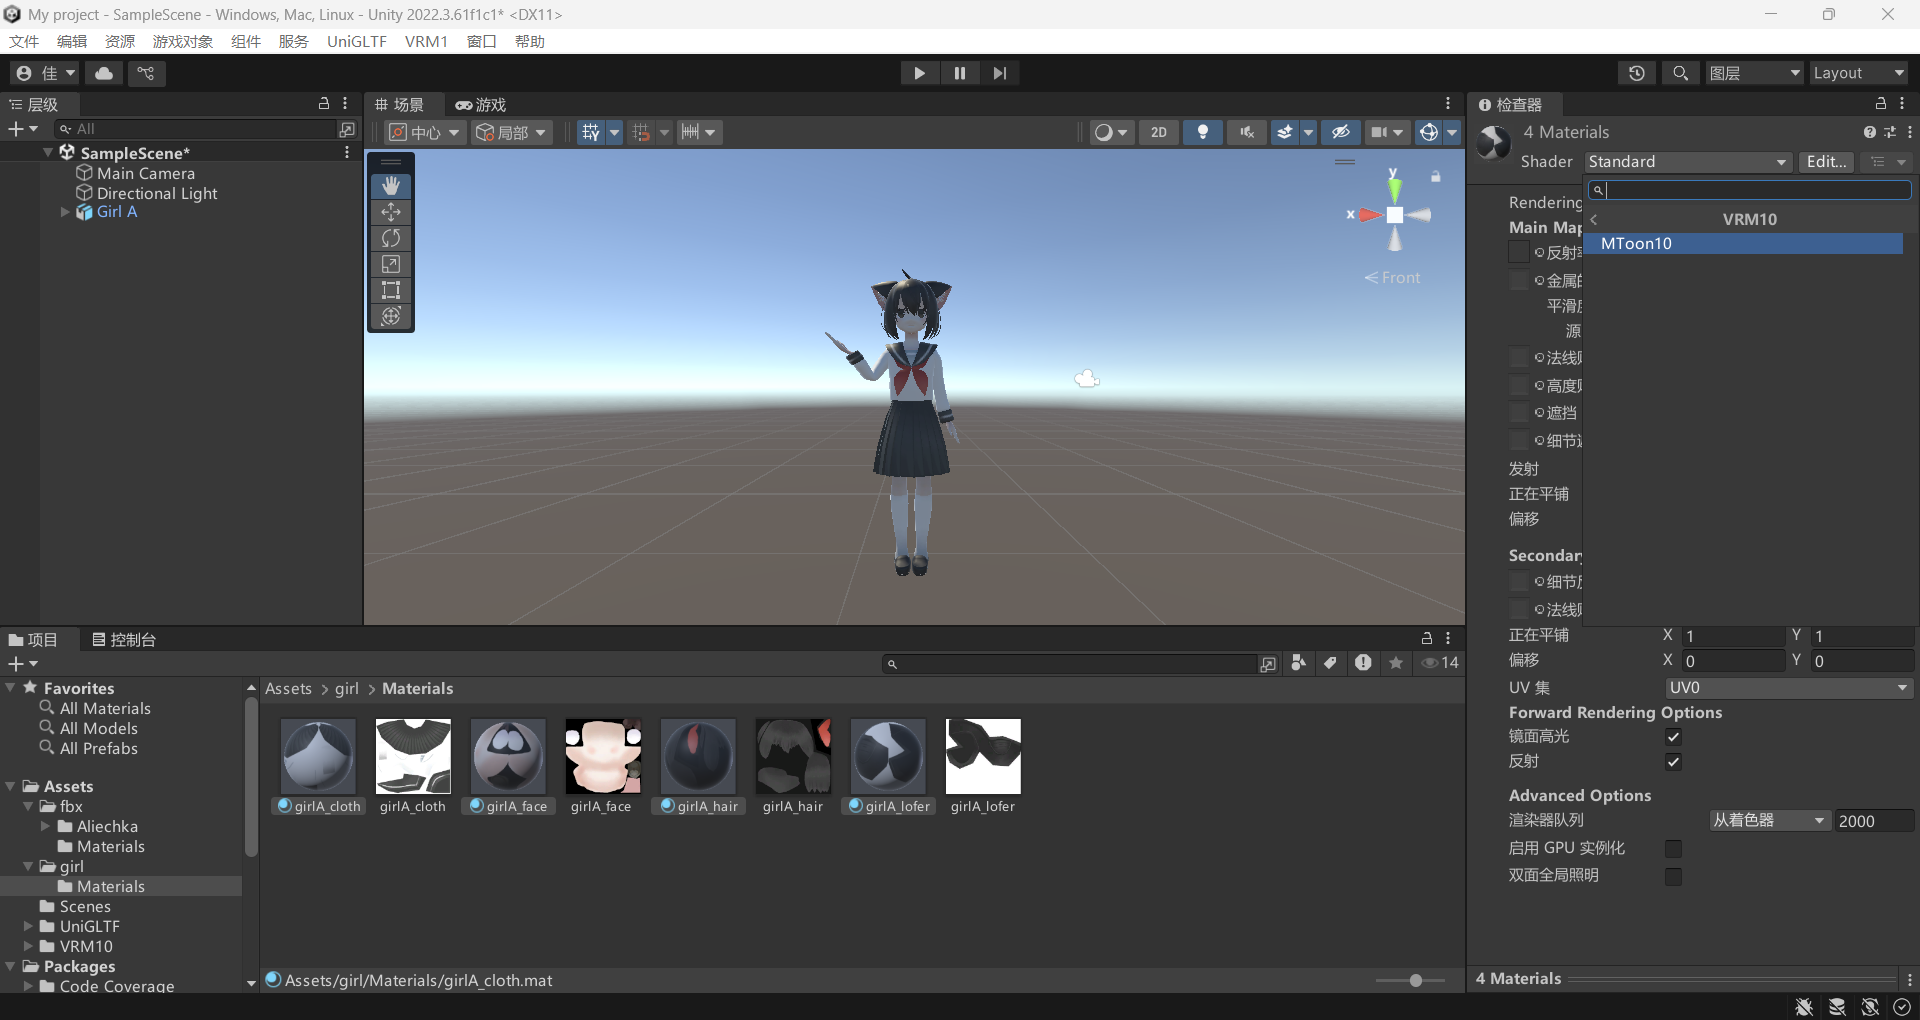 My project - SampleScene - Windows, Mac, Linux - Unity 2022.3.61f1c1* <DX11>
文件 编辑 资源 游戏对象 组件 服务 UniGLTF VRM1 窗口 帮助
佳 图层 Layout
层级
All
SampleScene*
Main Camera
Directional Light
Girl A
场景 游戏
中心 局部 2D
y
x
Front
检查器
4 Materials
Shader Standard Edit...
VRM10
MToon10
Rendering
Main Map
反射率
金属的
平滑度
源
法线贴
高度贴
遮挡
细节遮
发射
正在平铺
偏移
Secondary
细节反
法线贴
正在平铺 X 1 Y 1
偏移 X 0 Y 0
UV 集 UV0
Forward Rendering Options
镜面高光
反射
Advanced Options
渲染器队列 从着色器 2000
启用 GPU 实例化
双面全局照明
4 Materials
项目 控制台
14
Favorites
All Materials
All Models
All Prefabs
Assets
fbx
Aliechka
Materials
girl
Materials
Scenes
UniGLTF
VRM10
Packages
Code Coverage
Assets > girl > Materials
girlA_cloth girlA_cloth girlA_face girlA_face girlA_hair girlA_hair girlA_lofer girlA_lofer
Assets/girl/Materials/girlA_cloth.mat